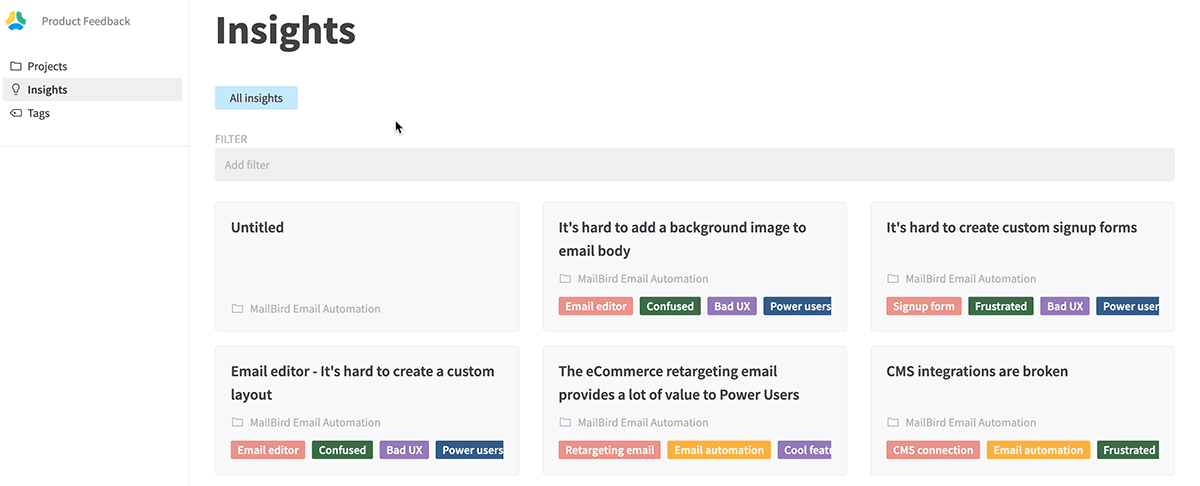 Product Feedback
Projects
Insights
Tags
Insights
All insights
FILTER
Add filter
Untitled
MailBird Email Automation
It's hard to add a background image to
email body
MailBird Email Automation
Email editor Confused Bad UX Power users
It's hard to create custom signup forms
MailBird Email Automation
Signup form Frustrated Bad UX Power user
Email editor - It's hard to create a custom
layout
MailBird Email Automation
Email editor Confused Bad UX Power users
The eCommerce retargeting email
provides a lot of value to Power Users
MailBird Email Automation
Retargeting email Email automation Cool feat
CMS integrations are broken
MailBird Email Automation
CMS connection Email automation Frustrated